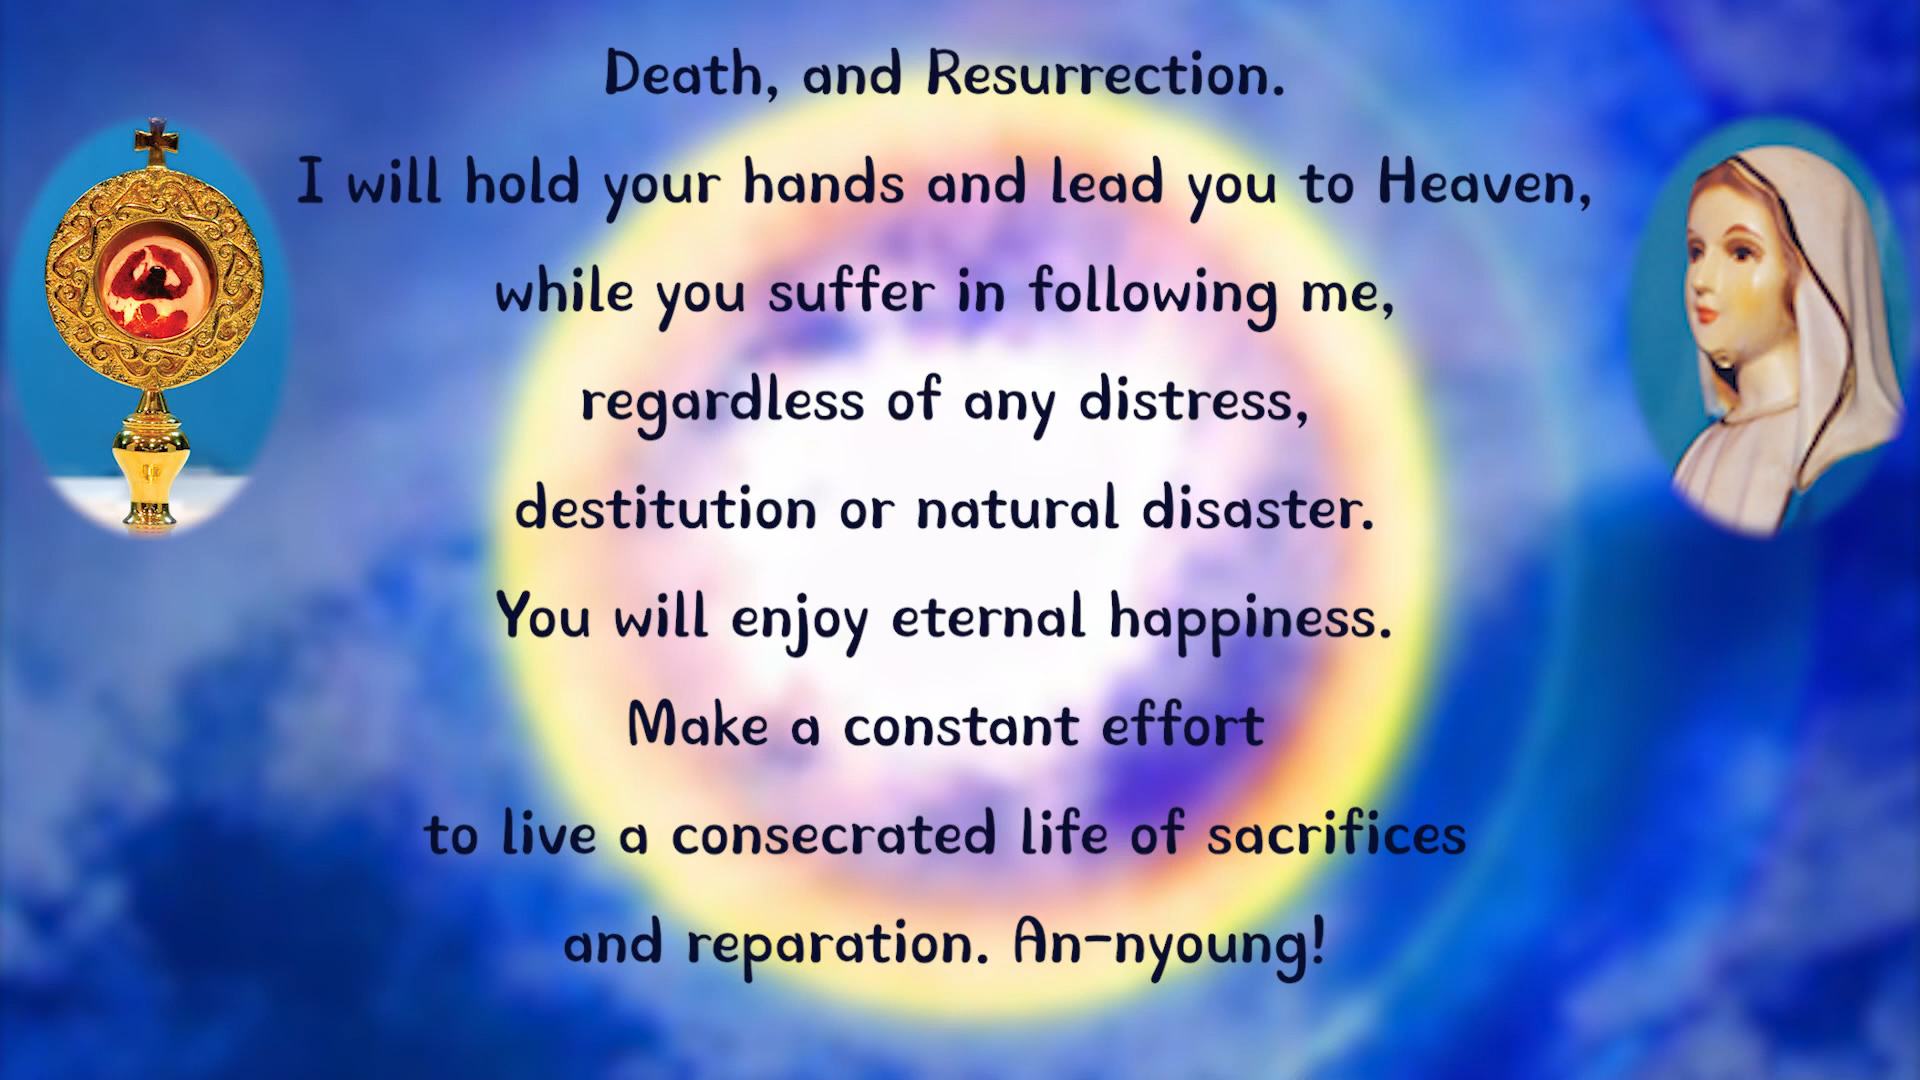 Death, and Resurrection.
I will hold your hands and lead you to Heaven,
while you suffer in following me,
regardless of any distress,
destitution or natural disaster.
You will enjoy eternal happiness.
Make a constant effort
to live a consecrated life of sacrifices
and reparation. An-nyoung!